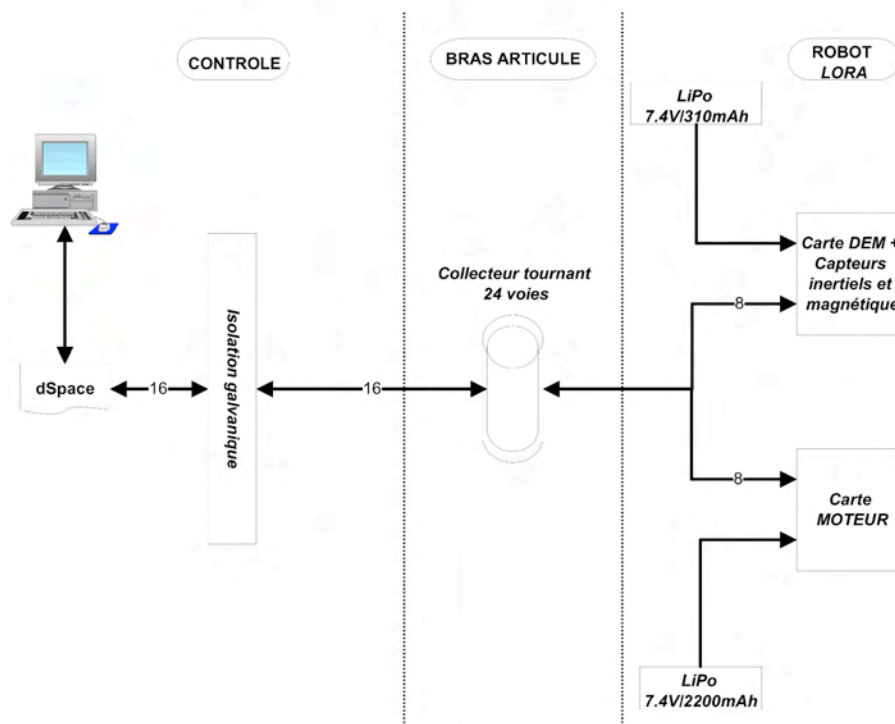 CONTROLE
BRAS ARTICULE
ROBOT
LORA
LiPo
7.4V/310mAh
Carte DEM +
Capteurs
inertiels et
magnétique
Collecteur tournant
24 voies
Isolation galvanique
8
dSpace
16
16
8
Carte
MOTEUR
LiPo
7.4V/2200mAh